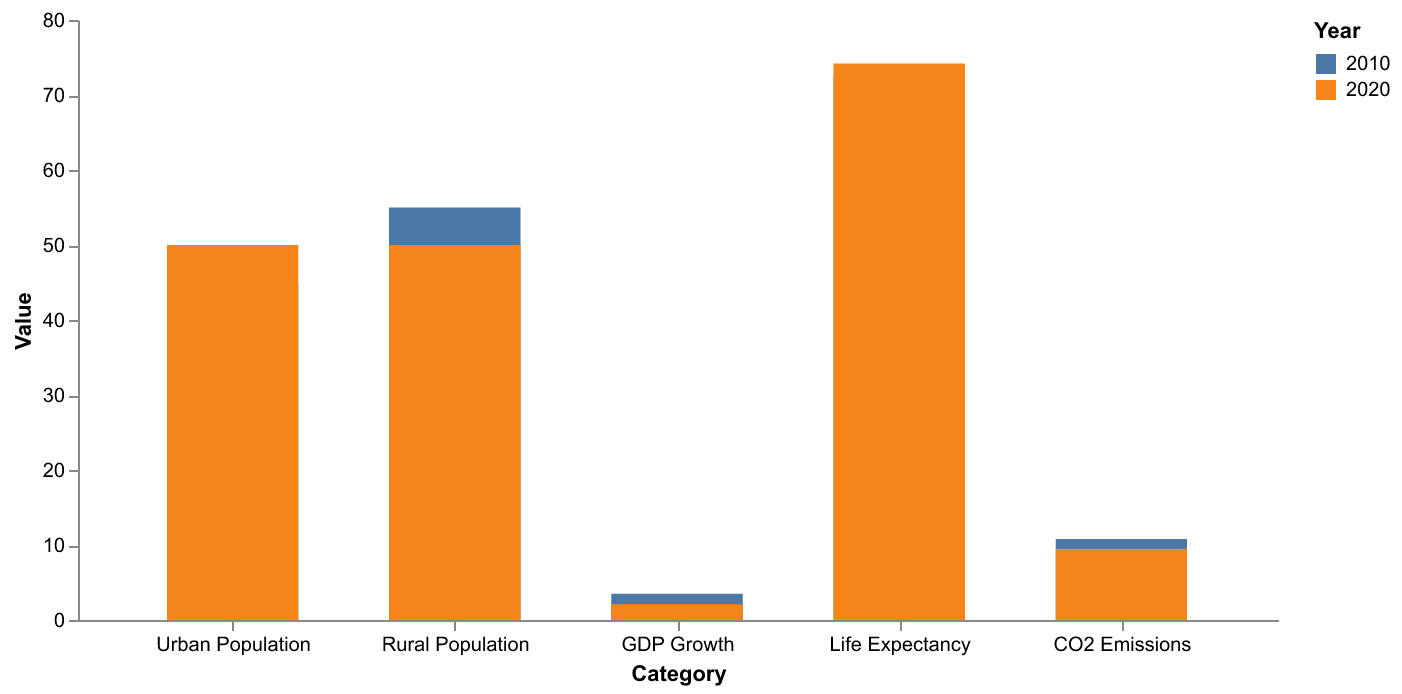 Year
2010
2020
Value
80
70
60
50
40
30
20
10
0
Urban Population
Rural Population
GDP Growth
Life Expectancy
CO2 Emissions
Category